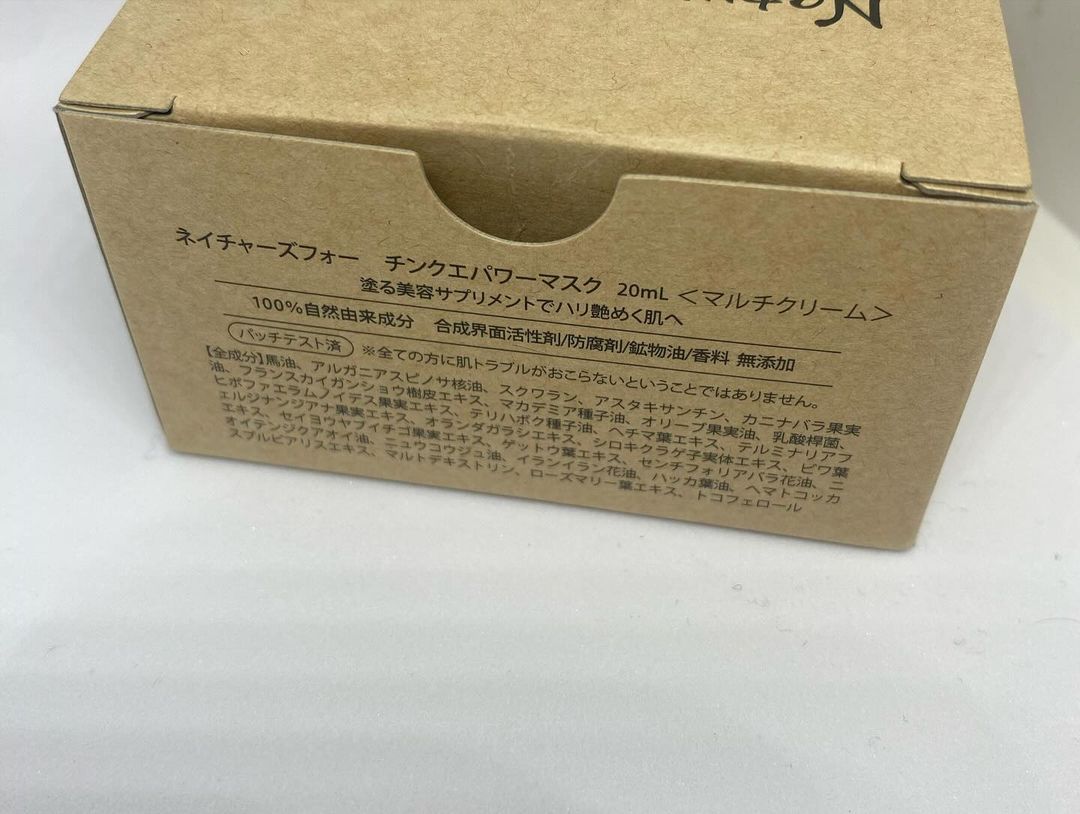 ネイチャーズフォー チンクエパワーマスク 20mL <マルチクリーム>
塗る美容サプリメントでハリ艶めく肌へ
100%自然由来成分 合成界面活性剤/防腐剤/鉱物油/香料 無添加
パッチテスト済 ※全ての方に肌トラブルがおこらないということではありません。
【全成分】馬油、アルガニアスピノサ核油、スクワラン、アスタキサンチン、カニナバラ果実
油、フランスカイガンショウ樹皮エキス、マカデミア種子油、オリーブ果実油、乳酸桿菌、
ヒポファエラムノイデス果実エキス、テリハボク種子油、ヘチマ葉エキス、テルミナリアフ
ェルジナンジアナ果実エキス、オランダガラシエキス、シロキクラゲ子実体エキス、ビワ葉
エキス、セイヨウヤブイチゴ果実エキス、ゲットウ葉エキス、センチフォリアバラ花油、ニ
オイテンジクアオイ油、ニュウコウジュ油、イランイラン花油、ハッカ葉油、ヘマトコッカ
スプルビアリスエキス、マルトデキストリン、ローズマリー葉エキス、トコフェロール